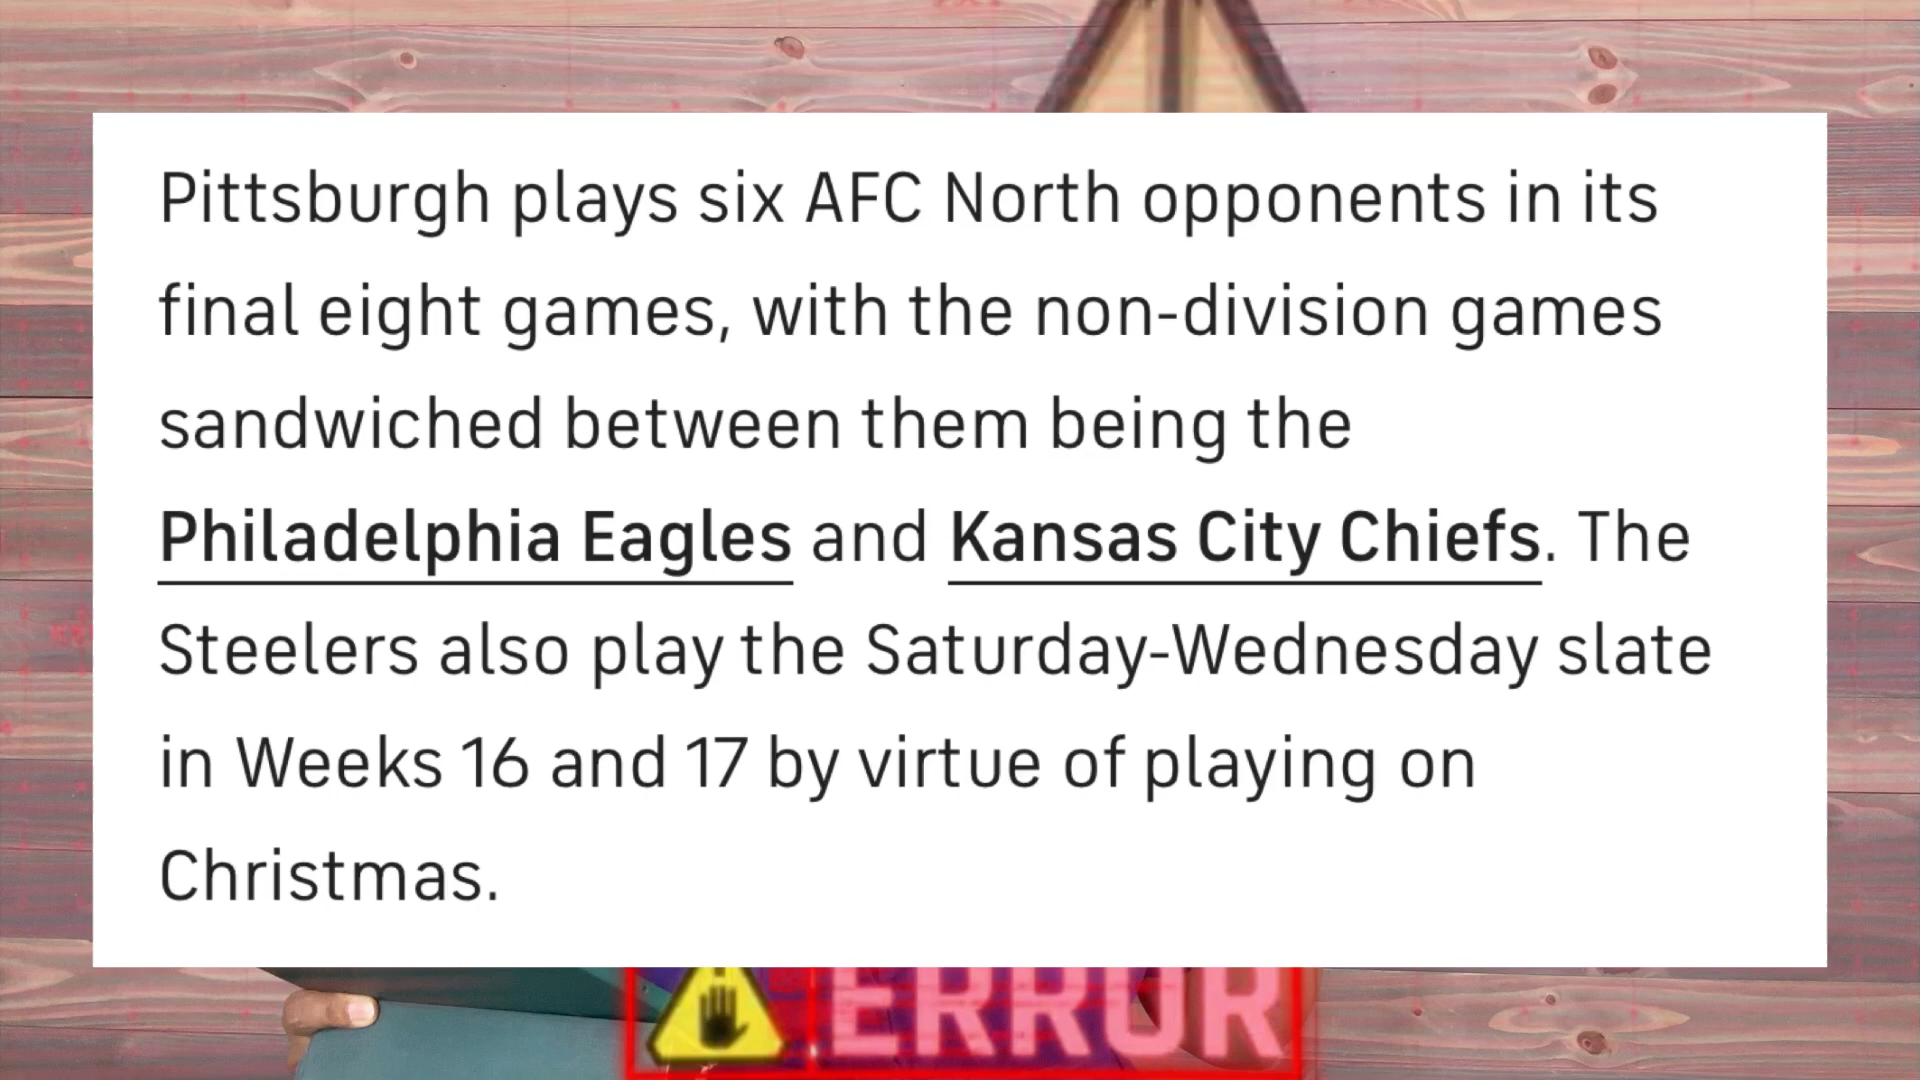 Pittsburgh plays six AFC North opponents in its
final eight games, with the non-division games
sandwiched between them being the
Philadelphia Eagles and Kansas City Chiefs. The
Steelers also play the Saturday-Wednesday slate
in Weeks 16 and 17 by virtue of playing on
Christmas.
ERROR